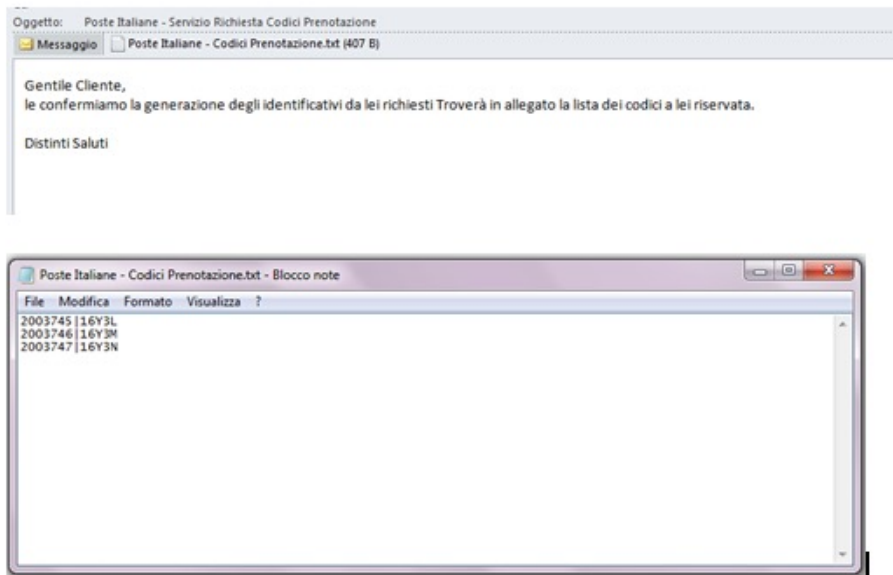 Oggetto: Poste Italiane - Servizio Richiesta Codici Prenotazione
Messaggio Poste Italiane - Codici Prenotazione.txt (407 B)
Gentile Cliente,
le confermiamo la generazione degli identificativi da lei richiesti Troverà in allegato la lista dei codici a lei riservata.
Distinti Saluti
Poste Italiane - Codici Prenotazione.txt - Blocco note
File Modifica Formato Visualizza ?
2003745|16Y3L
2003746|16Y3M
2003747|16Y3N